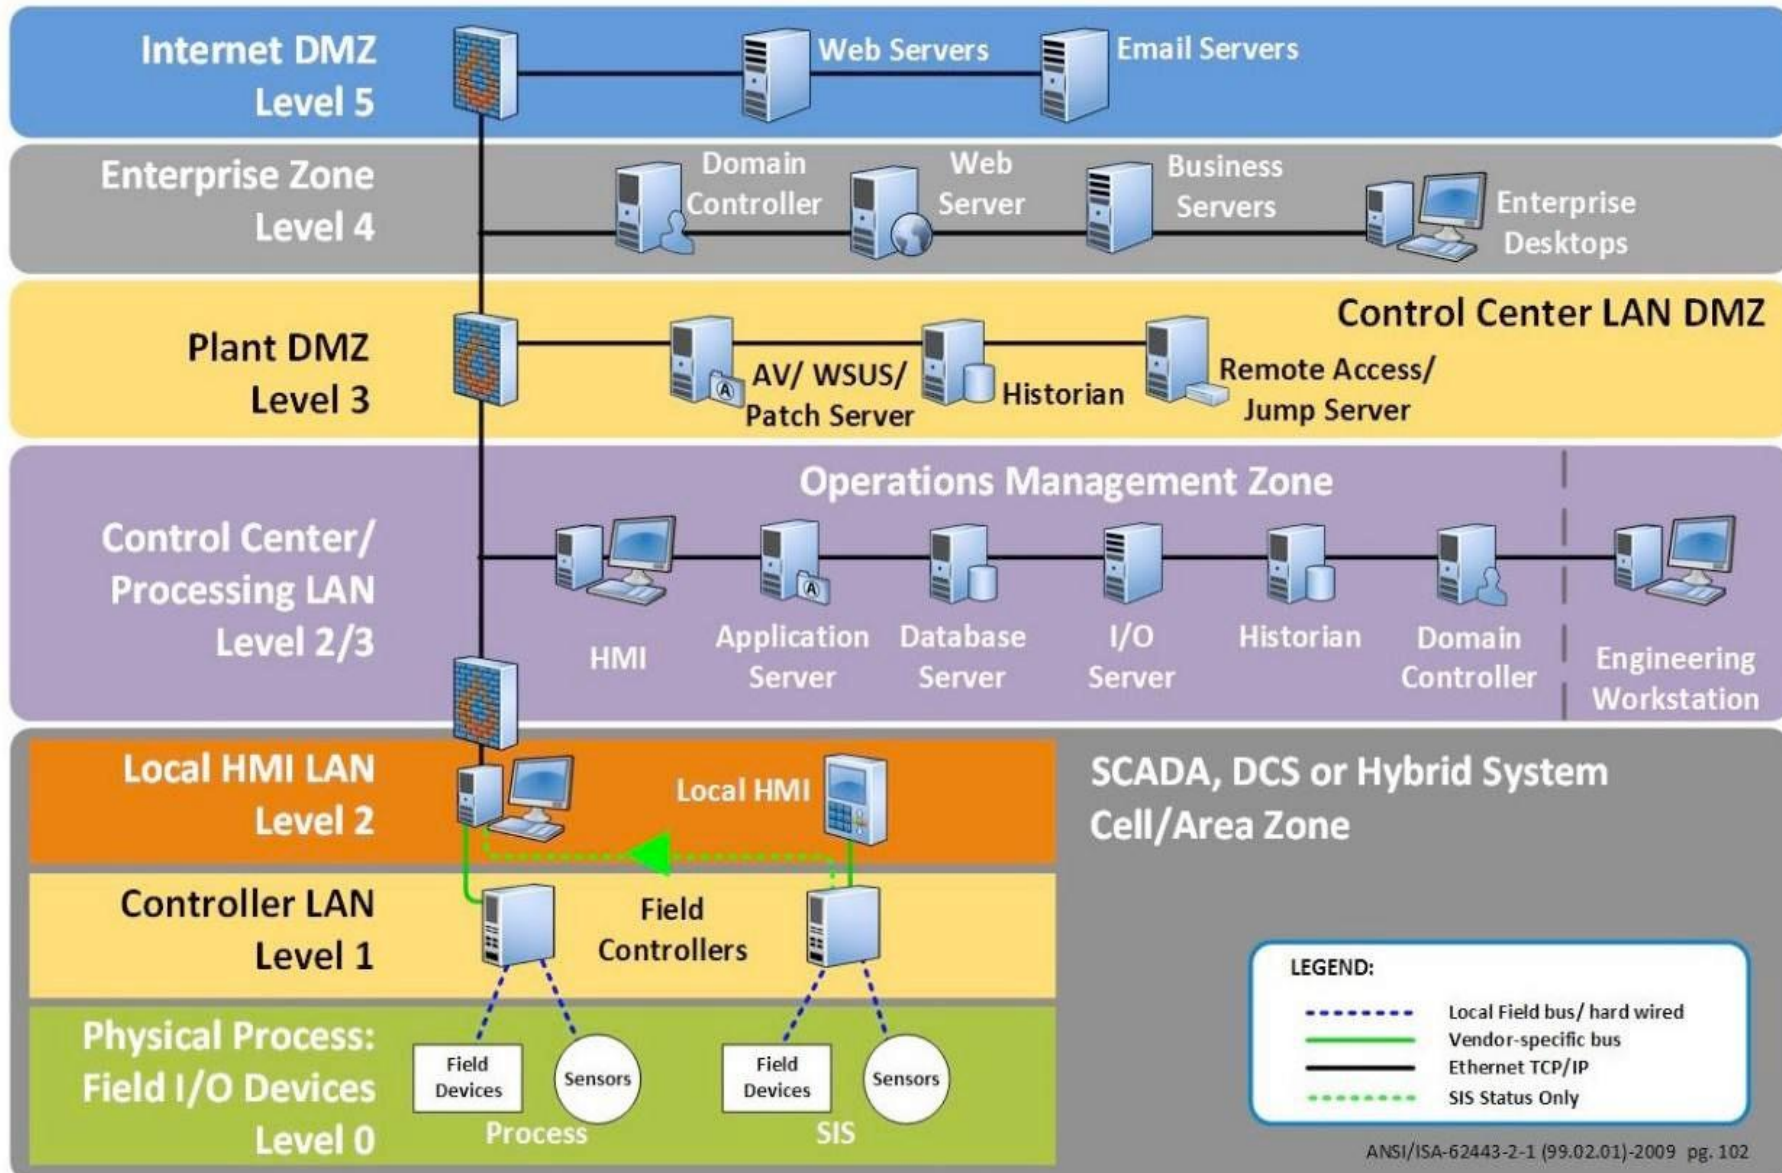 Internet DMZ
Level 5
Web Servers
Email Servers
Enterprise Zone
Level 4
Domain
Controller
Web
Server
Business
Servers
Enterprise
Desktops
Plant DMZ
Level 3
Control Center LAN DMZ
AV/ WSUS/
Patch Server
Historian
Remote Access/
Jump Server
Control Center/
Processing LAN
Level 2/3
Operations Management Zone
HMI
Application
Server
Database
Server
I/O
Server
Historian
Domain
Controller
Engineering
Workstation
Local HMI LAN
Level 2
Local HMI
SCADA, DCS or Hybrid System
Cell/Area Zone
Controller LAN
Level 1
Field
Controllers
Physical Process:
Field I/O Devices
Level 0
Field
Devices
Sensors
Process
Field
Devices
Sensors
SIS
LEGEND:
Local Field bus/ hard wired
Vendor-specific bus
Ethernet TCP/IP
SIS Status Only
ANSI/ISA-62443-2-1 (99.02.01)-2009 pg. 102